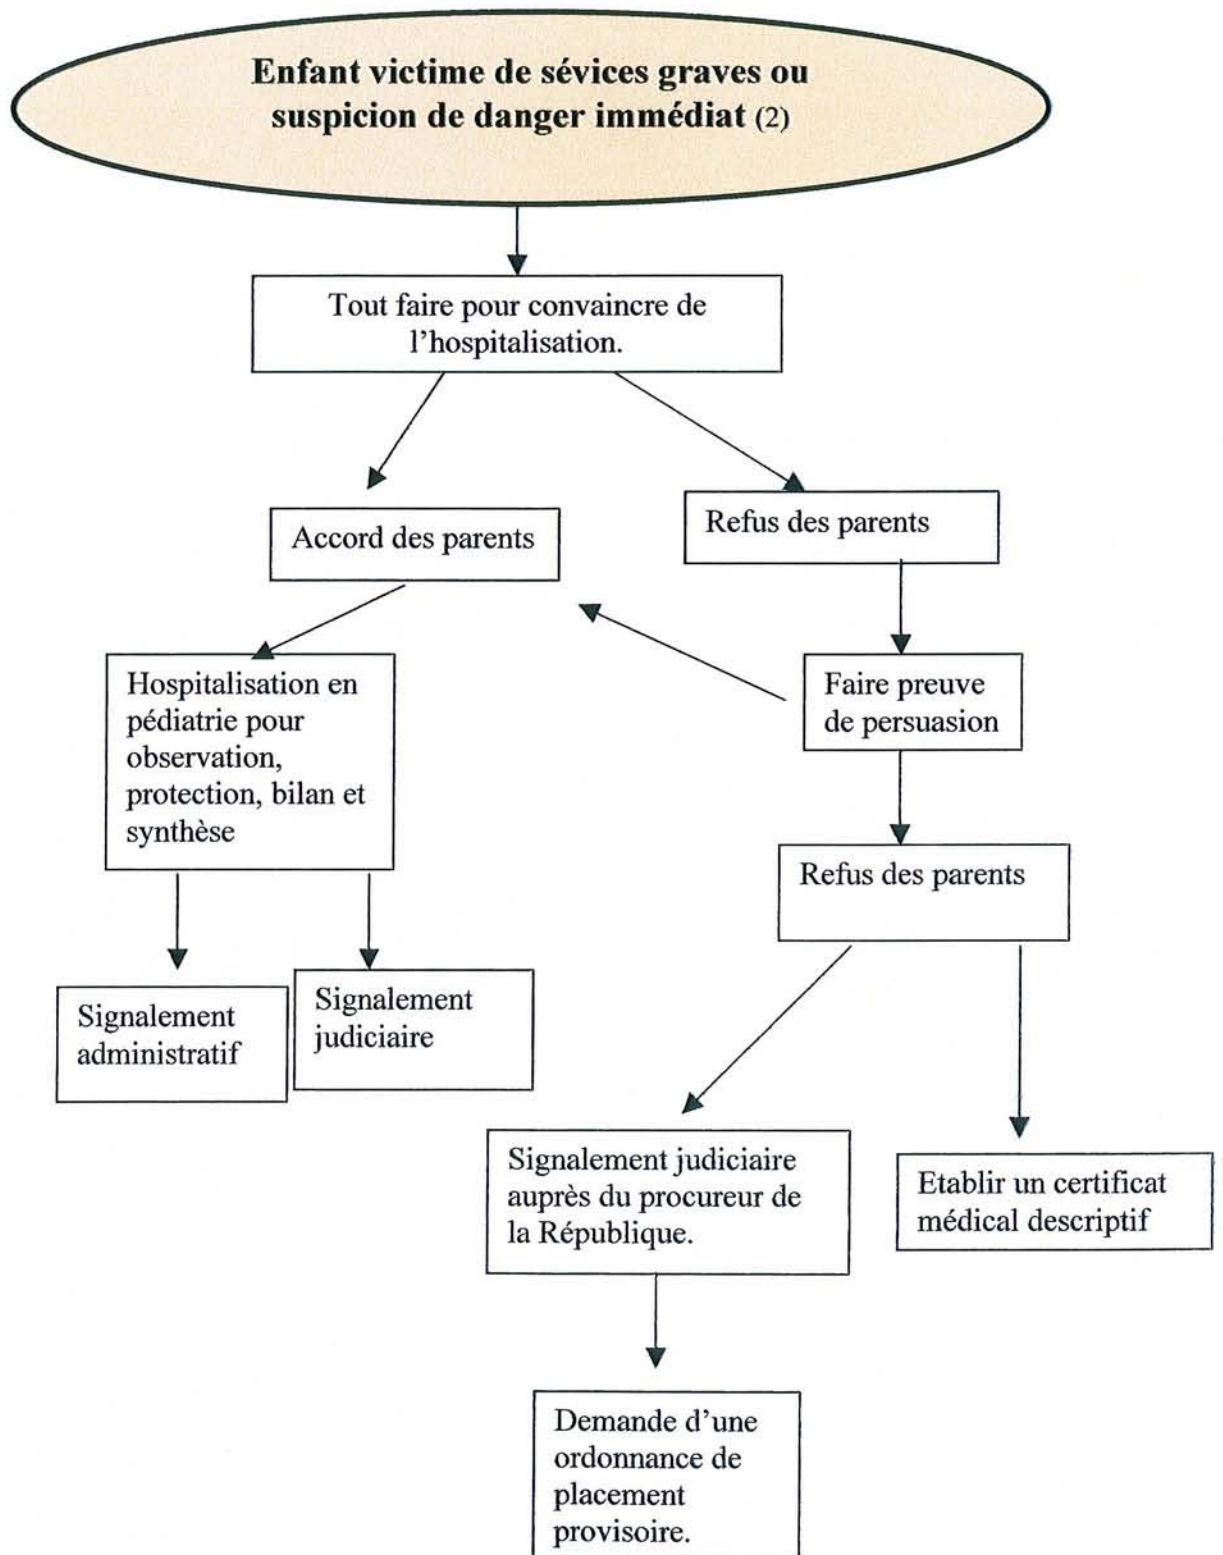 Enfant victime de sévices graves ou
suspicion de danger immédiat (2)
Tout faire pour convaincre de
l'hospitalisation.
Accord des parents
Refus des parents
Hospitalisation en
pédiatrie pour
observation,
protection, bilan et
synthèse
Faire preuve
de persuasion
Refus des parents
Signalement
administratif
Signalement
judiciaire
Signalement judiciaire
auprès du procureur de
la République.
Etablir un certificat
médical descriptif
Demande d'une
ordonnance de
placement
provisoire.